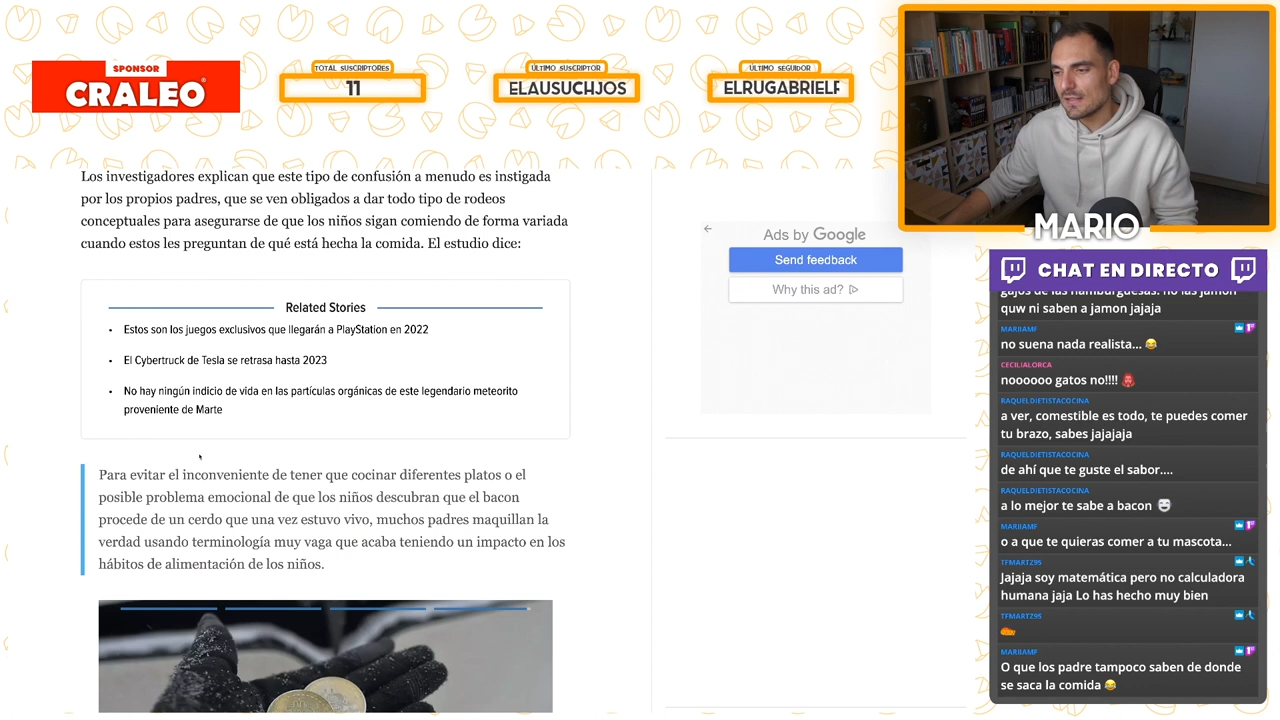 SPONSOR
CRALEO
TOTAL SUSCRIPTORES
11
ÚLTIMO SUSCRIPTOR
ELAUSUCHJOS
ÚLTIMO SEGUIDOR
ELRUGABRIELF
Los investigadores explican que este tipo de confusión a menudo es instigada
por los propios padres, que se ven obligados a dar todo tipo de rodeos
conceptuales para asegurarse de que los niños sigan comiendo de forma variada
cuando estos les preguntan de qué está hecha la comida. El estudio dice:
Related Stories
• Estos son los juegos exclusivos que llegarán a PlayStation en 2022
• El Cybertruck de Tesla se retrasa hasta 2023
• No hay ningún indicio de vida en las partículas orgánicas de este legendario meteorito
proveniente de Marte
Para evitar el inconveniente de tener que cocinar diferentes platos o el
posible problema emocional de que los niños descubran que el bacon
procede de un cerdo que una vez estuvo vivo, muchos padres maquillan la
verdad usando terminología muy vaga que acaba teniendo un impacto en los
hábitos de alimentación de los niños.
Ads by Google
Send feedback
Why this ad?
MARIO
CHAT EN DIRECTO
gajos de las hamburguesas. no las jamon
quw ni saben a jamon jajaja
MARIIAMF
no suena nada realista... 😂
CECILIALORCA
noooooo gatos no!!!!
RAQUELDIETISTACOCINA
a ver, comestible es todo, te puedes comer
tu brazo, sabes jajajaja
RAQUELDIETISTACOCINA
de ahí que te guste el sabor....
RAQUELDIETISTACOCINA
a lo mejor te sabe a bacon
MARIIAMF
o a que te quieras comer a tu mascota...
TFMARTZ95
Jajaja soy matemática pero no calculadora
humana jaja Lo has hecho muy bien
TFMARTZ95
MARIIAMF
O que los padre tampoco saben de donde
se saca la comida 😂